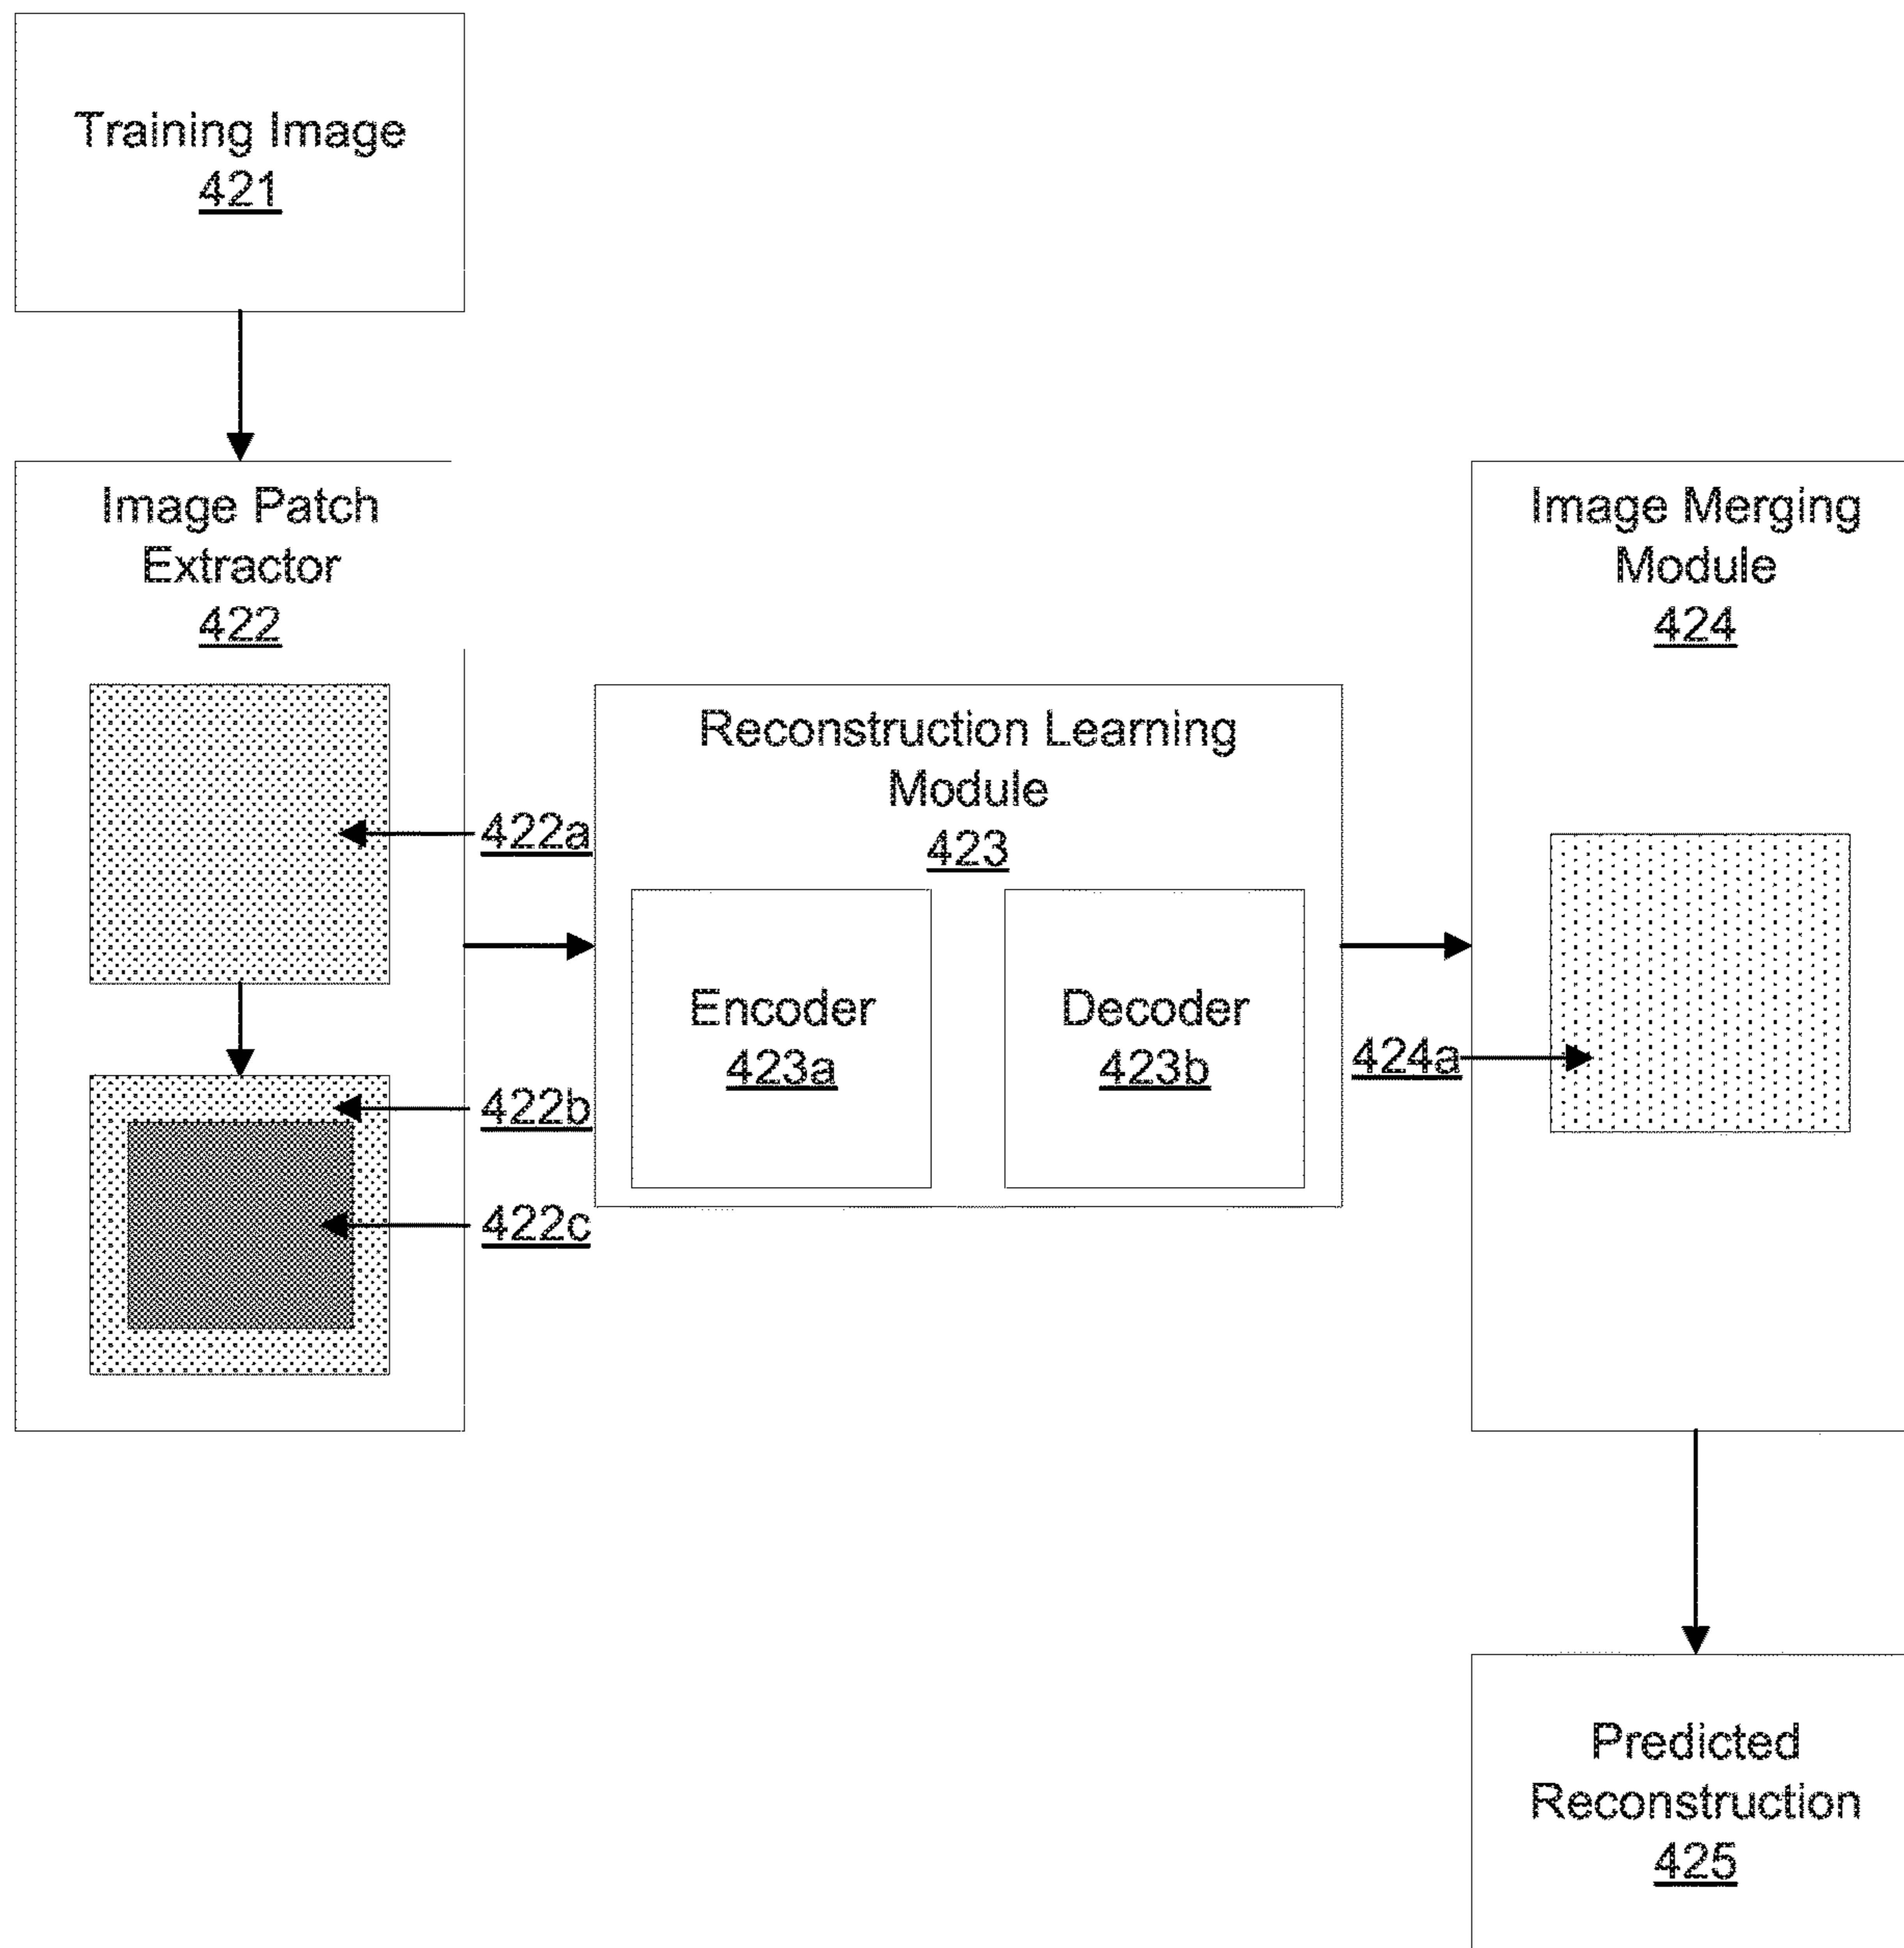 Training Image
421
Image Patch
Extractor
422
422a
422b
422c
Reconstruction Learning
Module
423
Encoder
423a
Decoder
423b
Image Merging
Module
424
424a
Predicted
Reconstruction
425